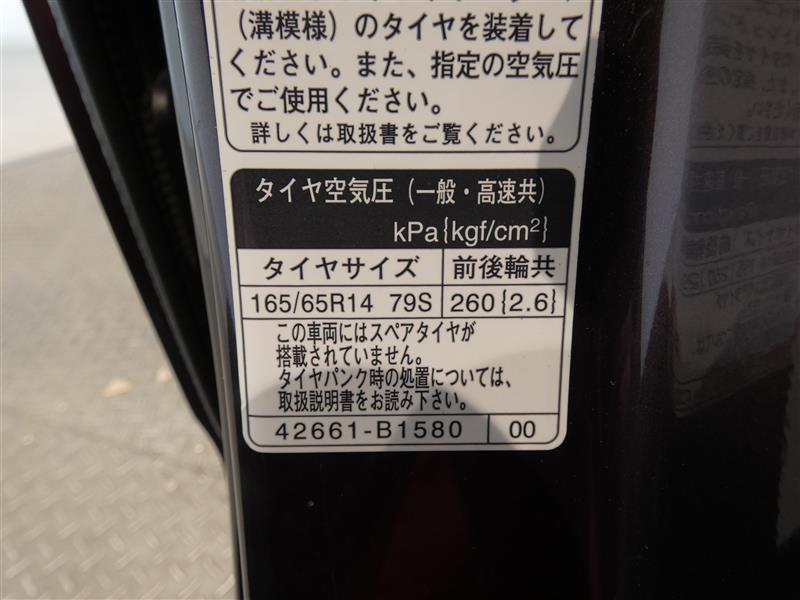 （溝模様）のタイヤを装着して
ください。また、指定の空気圧
でご使用ください。
詳しくは取扱書をご覧ください。
タイヤ空気圧（一般・高速共）
kPa{kgf/cm²}
タイヤサイズ 前後輪共
165/65R14 79S 260{2.6}
この車両にはスペアタイヤが
搭載されていません。
タイヤパンク時の処置については、
取扱説明書をお読み下さい。
42661-B1580 00